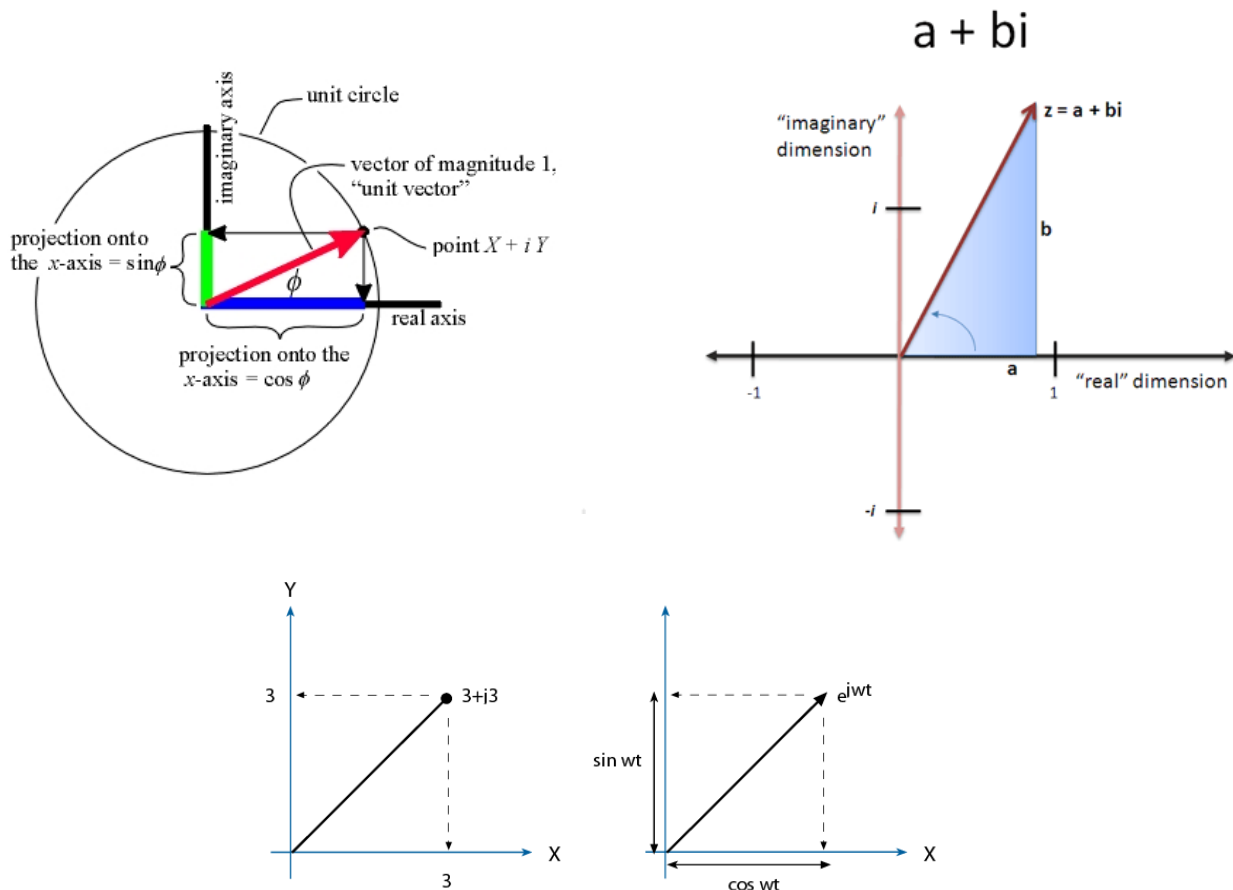 a + bi
imaginary axis
unit circle
vector of magnitude 1,
“unit vector”
projection onto
the x-axis = sinϕ
point X + i Y
ϕ
real axis
projection onto the
x-axis = cos ϕ
“imaginary”
dimension
z = a + bi
i
b
a
-1
1
“real” dimension
-i
Y
3
3+j3
X
3
e^jwt
sin wt
X
cos wt